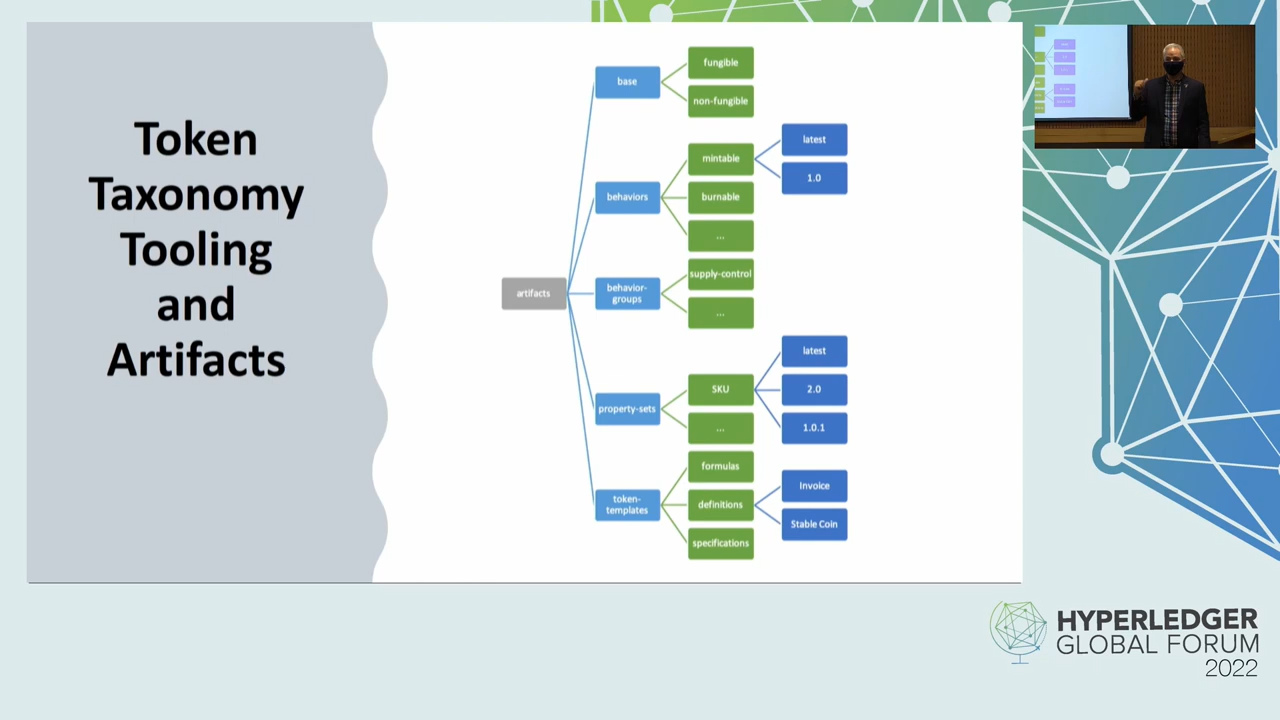 Token
Taxonomy
Tooling
and
Artifacts
artifacts
base
fungible
non-fungible
behaviors
mintable
latest
1.0
burnable
...
behavior-
groups
supply-control
...
property-sets
SKU
latest
2.0
1.0.1
...
token-
templates
formulas
definitions
Invoice
Stable Coin
specifications
HYPERLEDGER
GLOBAL FORUM
2022